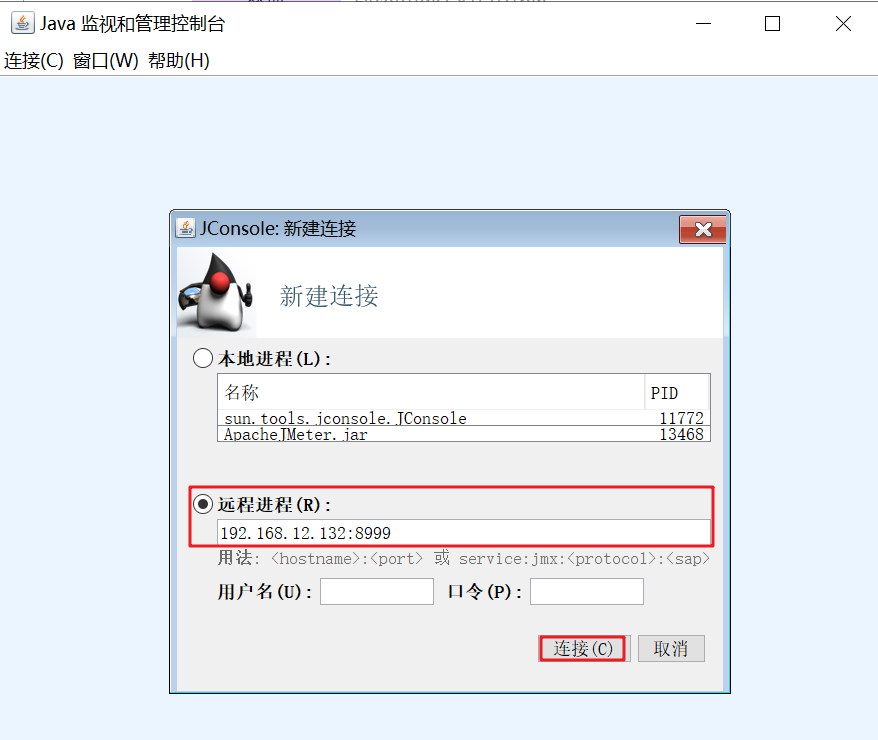 Java 监视和管理控制台
连接(C) 窗口(W) 帮助(H)
JConsole: 新建连接
新建连接
本地进程(L):
名称 PID
sun.tools.jconsole.JConsole 11772
ApacheJMeter.jar 13468
远程进程(R):
192.168.12.132:8999
用法: <hostname>:<port> 或 service:jmx:<protocol>:<sap>
用户名(U): 口令(P):
连接(C) 取消